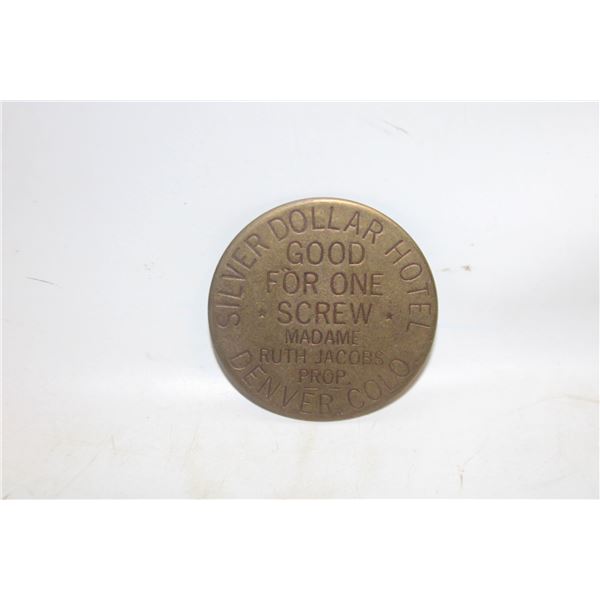 SILVER DOLLAR HOTEL
GOOD
FOR ONE
SCREW
MADAME
RUTH JACOBS
PROP.
DENVER, COLO.